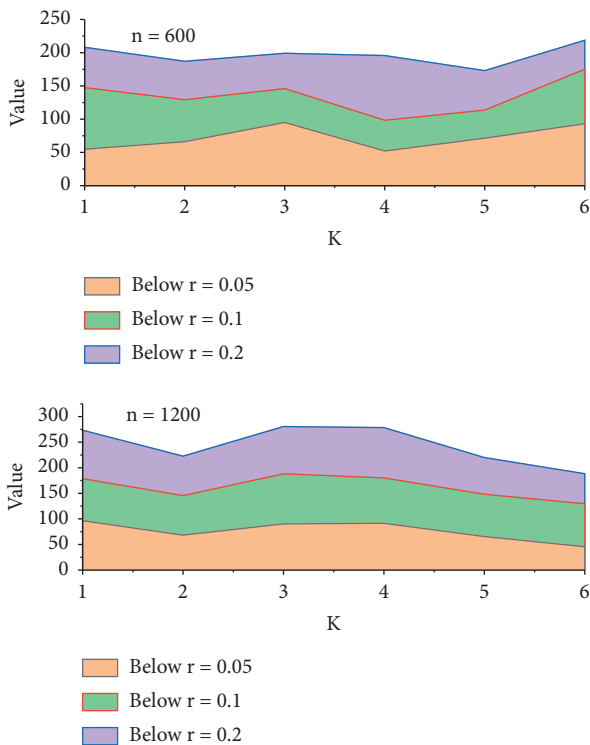 n = 600
250
200
150
100
50
0
Value
1 2 3 4 5 6
K
Below r = 0.05
Below r = 0.1
Below r = 0.2
n = 1200
300
250
200
150
100
50
0
Value
1 2 3 4 5 6
K
Below r = 0.05
Below r = 0.1
Below r = 0.2